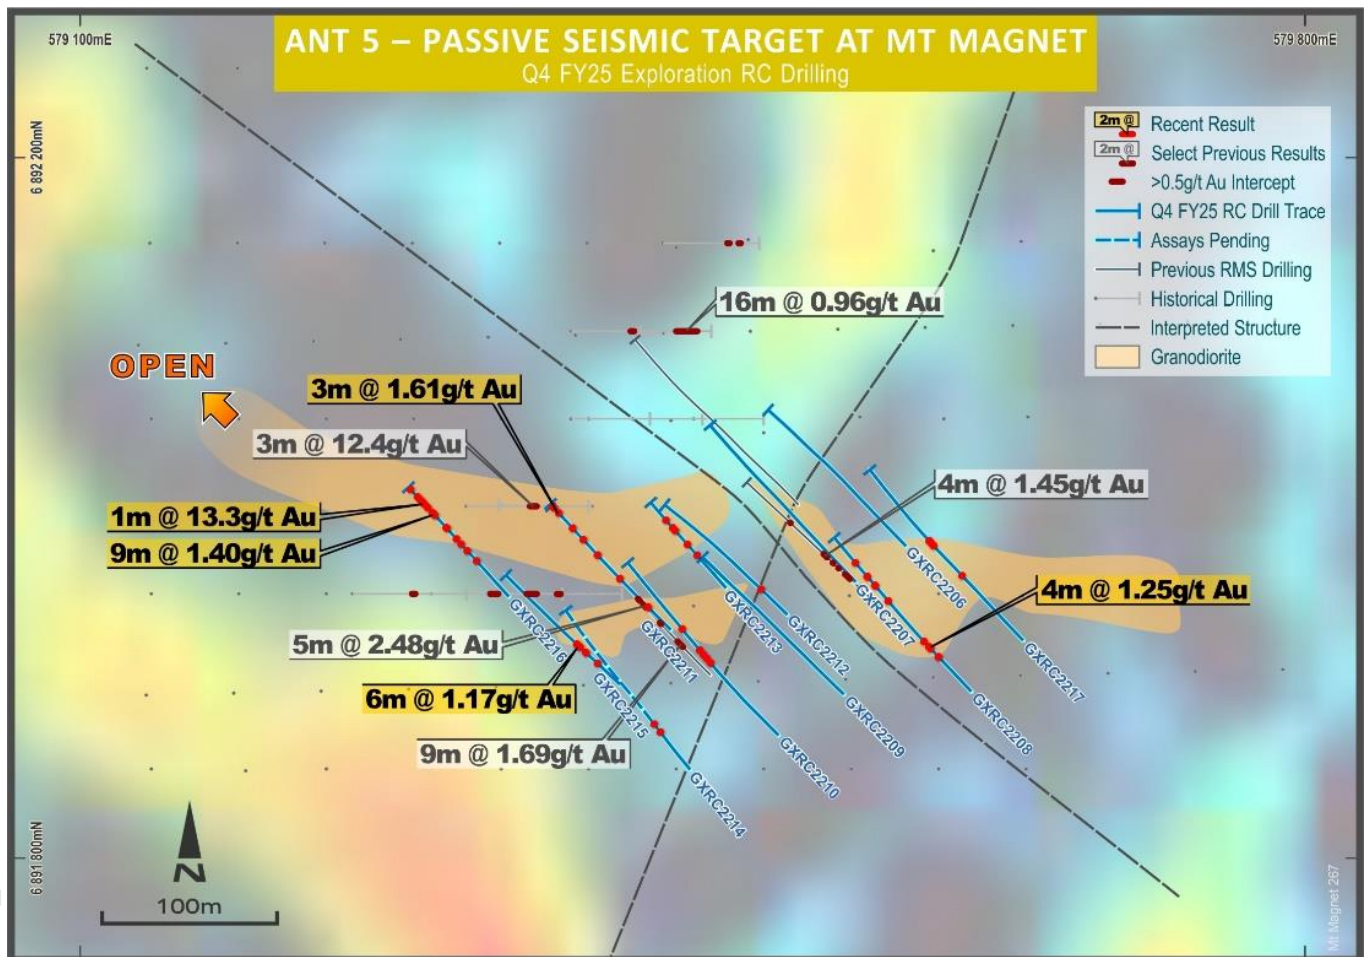 ANT 5 – PASSIVE SEISMIC TARGET AT MT MAGNET
Q4 FY25 Exploration RC Drilling
579 100mE
579 800mE
6 892 200mN
2m @
Recent Result
2m @
Select Previous Results
>0.5g/t Au Intercept
Q4 FY25 RC Drill Trace
Assays Pending
Previous RMS Drilling
Historical Drilling
Interpreted Structure
Granodiorite
16m @ 0.96g/t Au
OPEN
3m @ 1.61g/t Au
3m @ 12.4g/t Au
4m @ 1.45g/t Au
1m @ 13.3g/t Au
9m @ 1.40g/t Au
4m @ 1.25g/t Au
5m @ 2.48g/t Au
6m @ 1.17g/t Au
9m @ 1.69g/t Au
GXRC2206
GXRC2207
GXRC2217
GXRC2208
GXRC2213
GXRC2212
GXRC2209
GXRC2216
GXRC2211
GXRC2215
GXRC2210
GXRC2214
6 891 800mN
N
100m
Mt Magnet 267